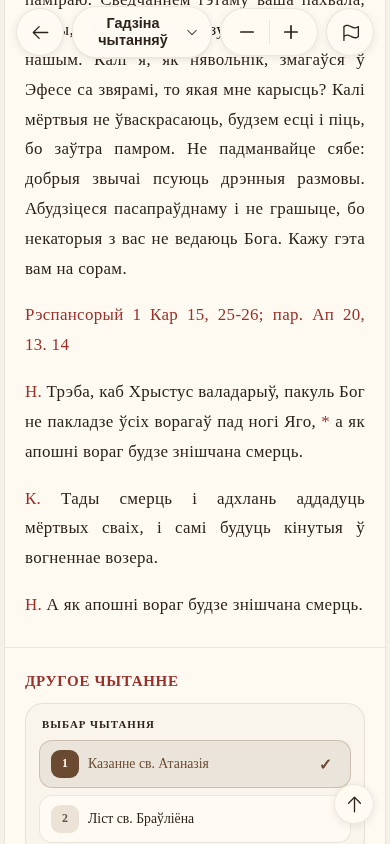 Гадзіна
чытанняў
нашым. Калі я, як нявольнік, змагаўся ў
Эфесе са звярамі, то якая мне карысць? Калі
мёртвыя не ўваскрасаюць, будзем есці і піць,
бо заўтра памром. Не падманвайце сябе:
добрыя звычаі псуюць дрэнныя размовы.
Абудзіцеся пасапраўднаму і не грашыце, бо
некаторыя з вас не ведаюць Бога. Кажу гэта
вам на сорам.
Рэспансорый 1 Кар 15, 25-26; пар. Ап 20,
13. 14
Н. Трэба, каб Хрыстус валадарыў, пакуль Бог
не пакладзе ўсіх ворагаў пад ногі Яго, * а як
апошні вораг будзе знішчана смерць.
К. Тады смерць і адхлань аддадуць
мёртвых сваіх, і самі будуць кінутыя ў
вогненнае возера.
Н. А як апошні вораг будзе знішчана смерць.
ДРУГОЕ ЧЫТАННЕ
ВЫБАР ЧЫТАННЯ
1 Казанне св. Атаназія ✓
2 Ліст св. Браўліёна